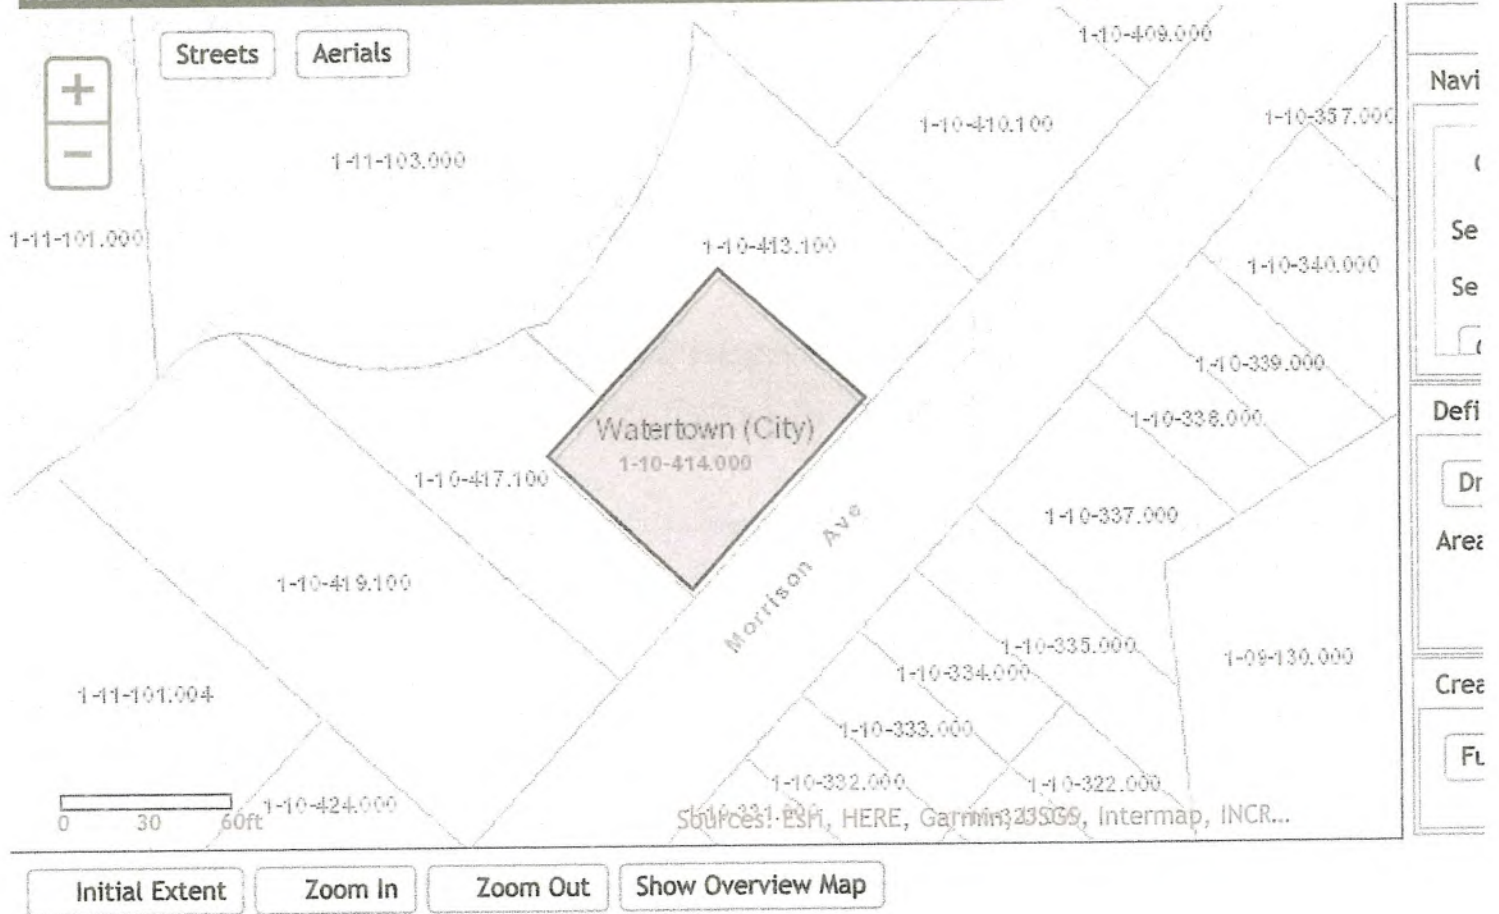 Streets Aerials
+
−
1-10-409.000
Navi
1-10-410.100
1-10-357.000
1-11-103.000
1-11-101.000
1-10-413.100
Se
1-10-340.000
Se
1-10-339.000
Defi
1-10-338.000
Watertown (City)
1-10-414.000
1-10-417.100
Dr
1-10-337.000
Area
Morrison Ave
1-10-419.100
1-10-335.000
1-09-130.000
1-10-334.000
Crea
1-11-101.004
1-10-333.000
Fu
1-10-332.000
1-10-322.000
1-10-424.000
0 30 60ft
Sources: Esri, HERE, Garmin, USGS, Intermap, INCR...
Initial Extent Zoom In Zoom Out Show Overview Map